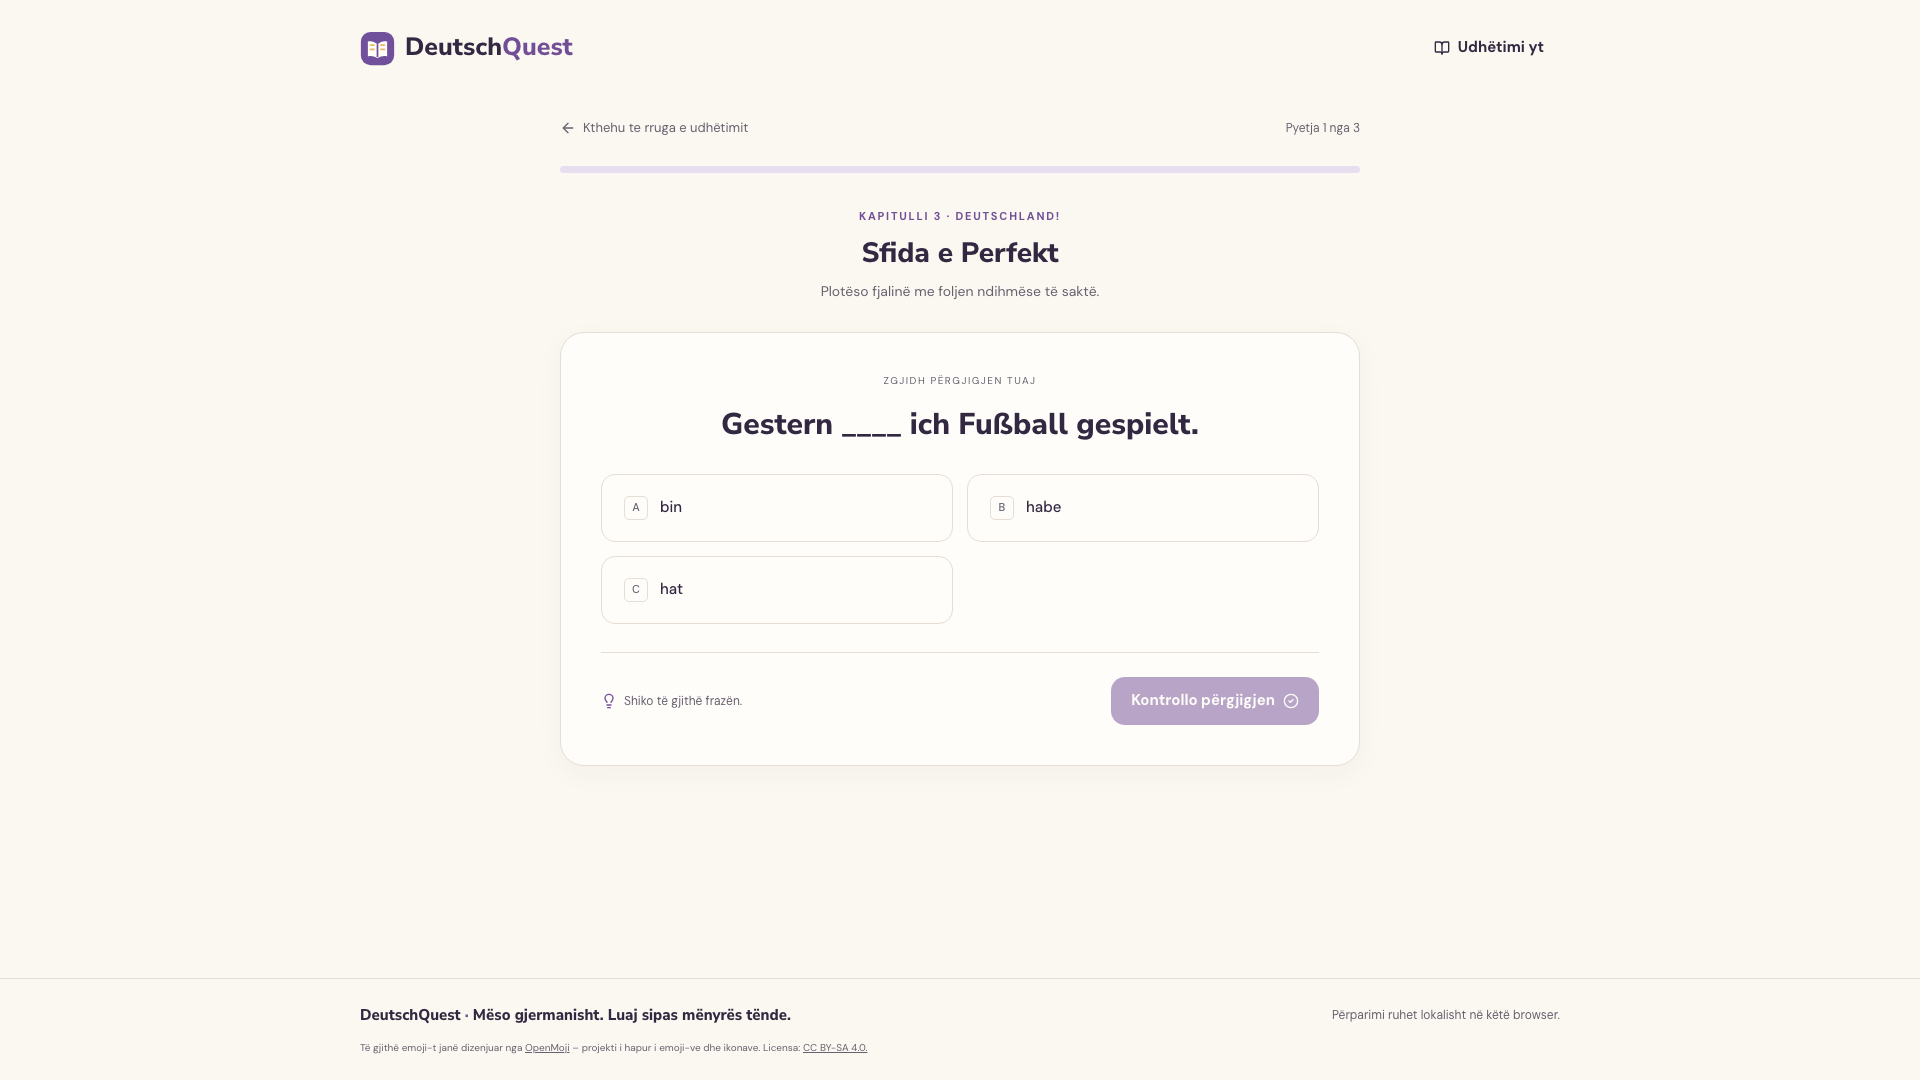 DeutschQuest
Udhëtimi yt
Kthehu te rruga e udhëtimit
Pyetja 1 nga 3
KAPITULLI 3 · DEUTSCHLAND!
Sfida e Perfekt
Plotëso fjalinë me foljen ndihmëse të saktë.
ZGJIDH PËRGJIGJEN TUAJ
Gestern ____ ich Fußball gespielt.
A bin
B habe
C hat
Shiko të gjithë frazën.
Kontrollo përgjigjen
DeutschQuest · Mëso gjermanisht. Luaj sipas mënyrës tënde.
Përparimi ruhet lokalisht në këtë browser.
Të gjithë emoji-t janë dizenjuar nga OpenMoji – projekti i hapur i emoji-ve dhe ikonave. Licensa: CC BY-SA 4.0.